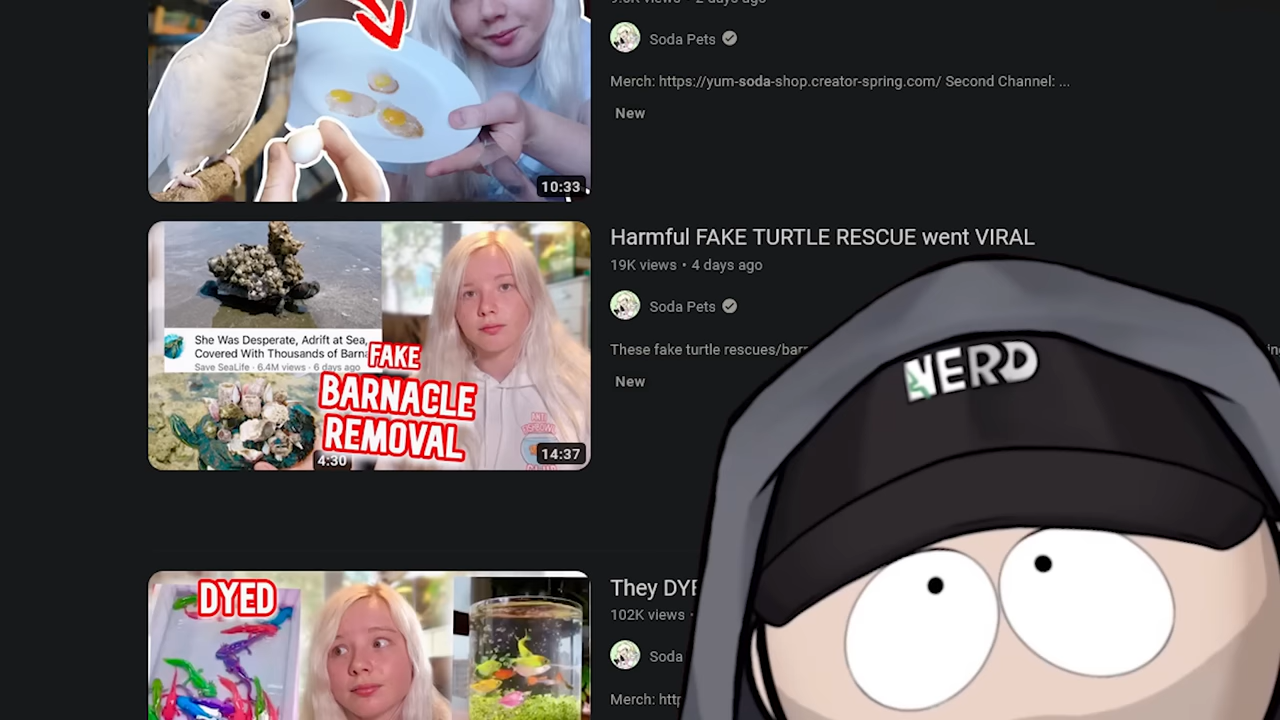 Soda Pets
Merch: https://yum-soda-shop.creator-spring.com/ Second Channel: ...
New
10:33
Harmful FAKE TURTLE RESCUE went VIRAL
19K views • 4 days ago
Soda Pets
These fake turtle rescues/bar
New
She Was Desperate, Adrift at Sea,
Covered With Thousands of Barna
Save SeaLife · 6.4M views · 6 days ago
FAKE
BARNACLE
REMOVAL
4:30
14:37
NERD
DYED
They DYE
102K views •
Soda
Merch: http